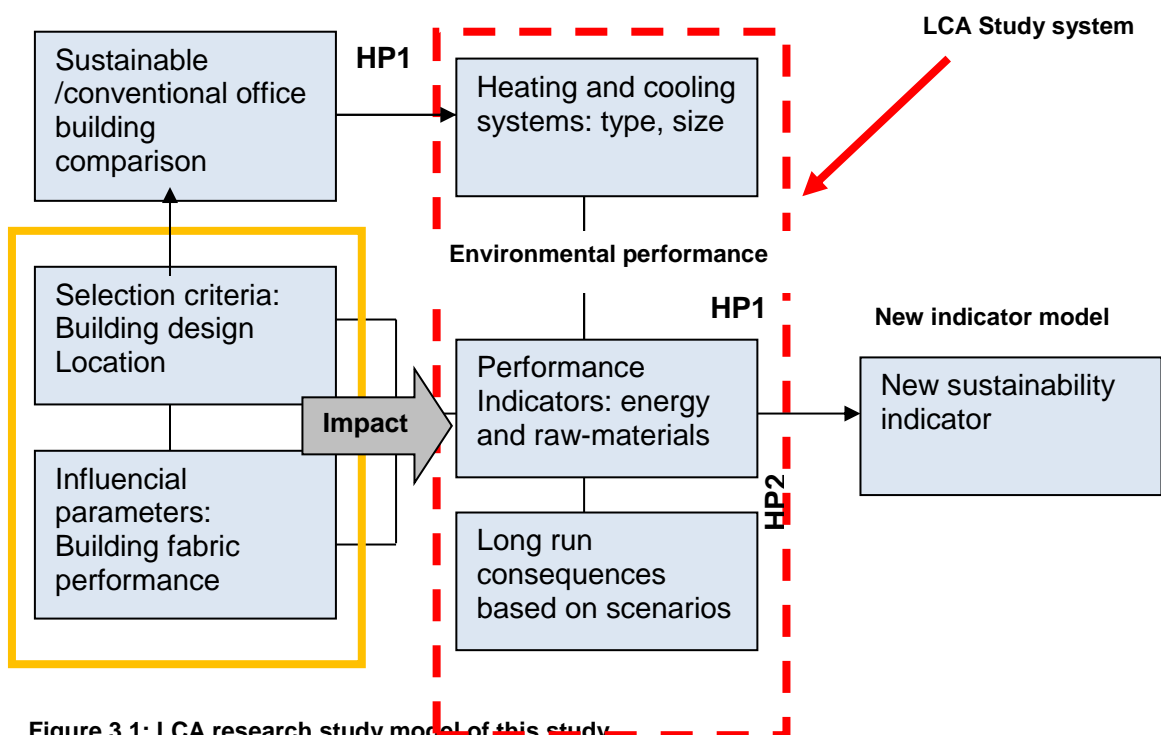 LCA Study system
Sustainable
/conventional office
building
comparison
HP1
Heating and cooling
systems: type, size
Environmental performance
Selection criteria:
Building design
Location
HP1
New indicator model
Impact
Performance
Indicators: energy
and raw-materials
New sustainability
indicator
Influencial
parameters:
Building fabric
performance
HP2
Long run
consequences
based on scenarios
Figure 3.1: LCA research study model of this study